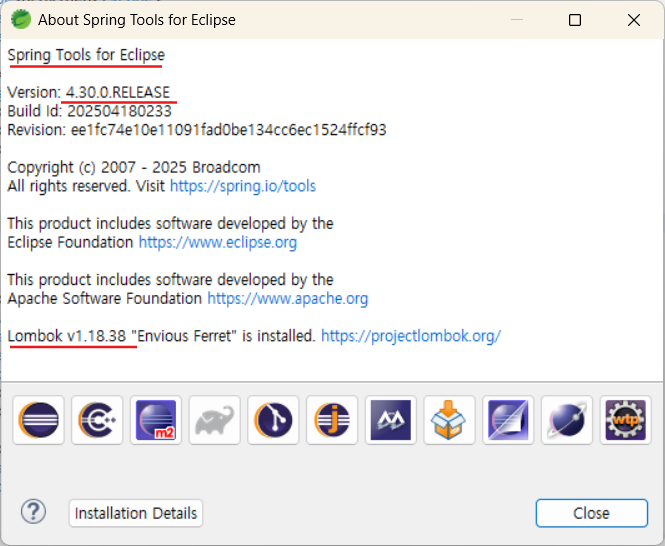 About Spring Tools for Eclipse
Spring Tools for Eclipse
Version: 4.30.0.RELEASE
Build Id: 202504180233
Revision: ee1fc74e10e11091fad0be134cc6ec1524ffcf93
Copyright (c) 2007 - 2025 Broadcom
All rights reserved. Visit https://spring.io/tools
This product includes software developed by the
Eclipse Foundation https://www.eclipse.org
This product includes software developed by the
Apache Software Foundation https://www.apache.org
Lombok v1.18.38 "Envious Ferret" is installed. https://projectlombok.org/
m2
j
wtp
?
Installation Details
Close